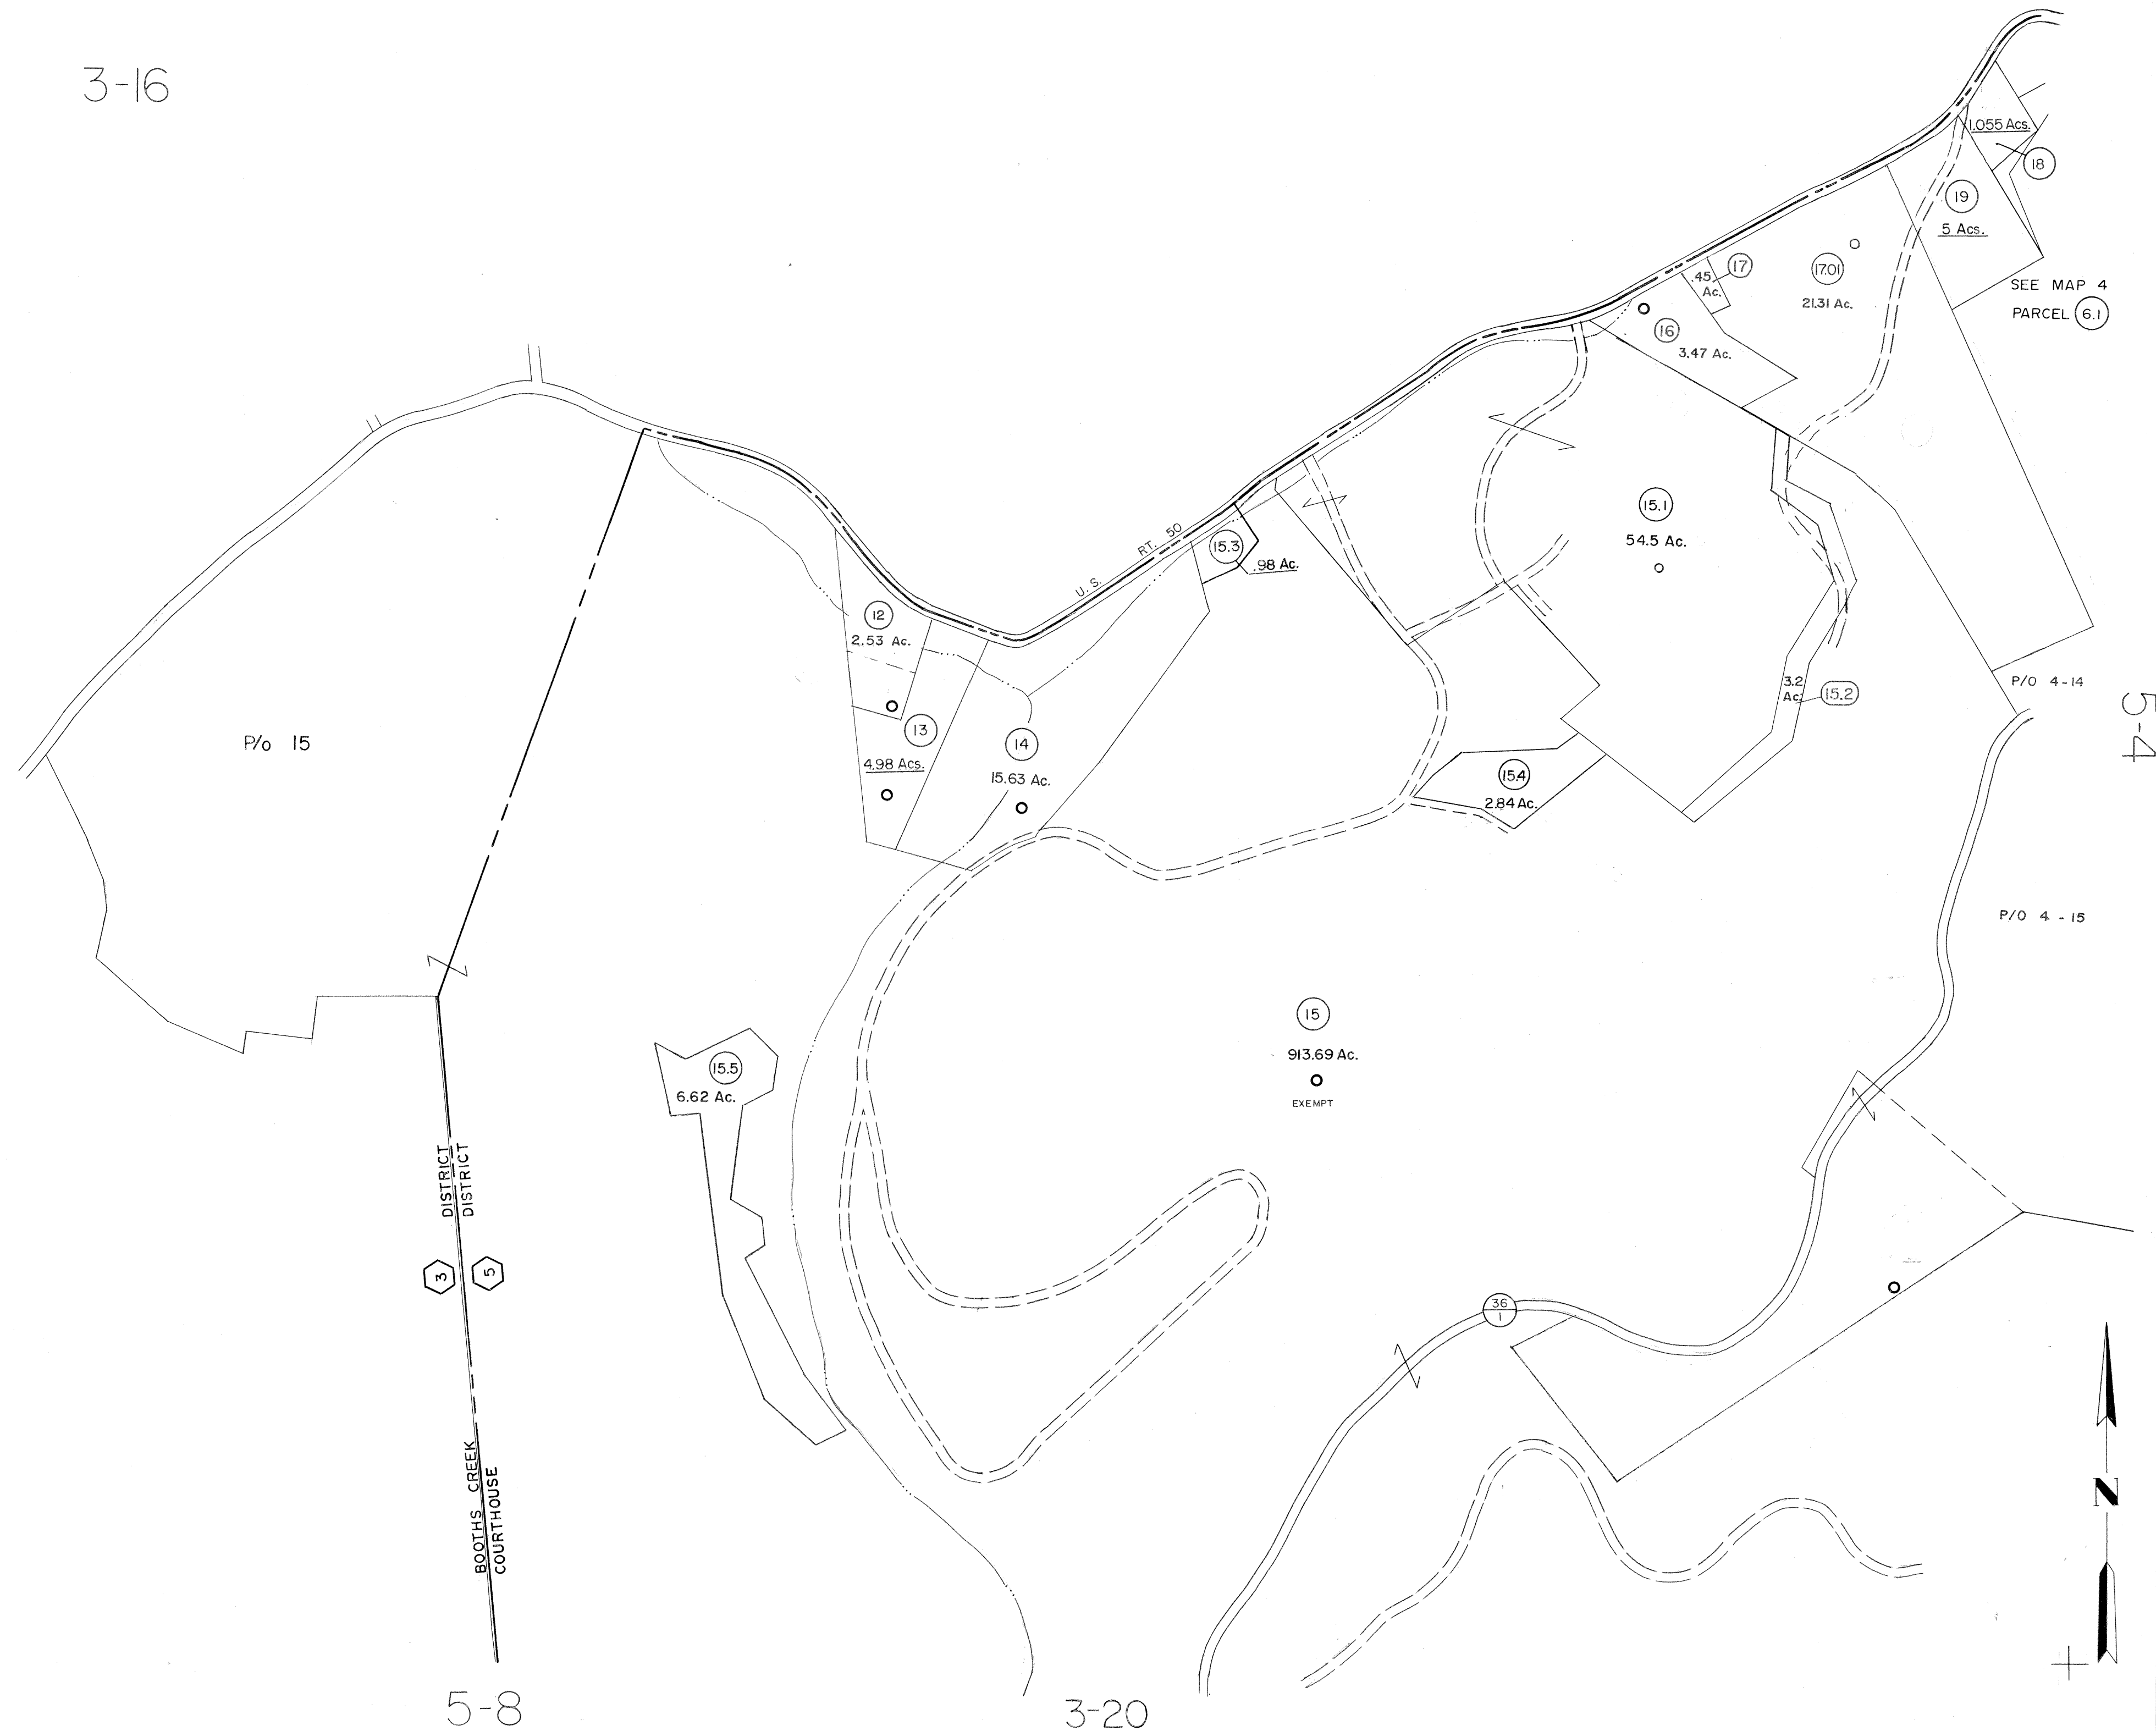 3-16
1.055 Acs.
18
19
5 Acs.
17
.45
Ac.
17.01
21.31 Ac.
SEE MAP 4
PARCEL 6.1
16
3.47 Ac.
15.1
54.5 Ac.
U. S. RT. 50
15.3
.98 Ac.
12
2.53 Ac.
P/O 4-14
3.2
Ac.
15.2
5-4
P/o 15
13
4.98 Acs.
14
15.63 Ac.
15.4
2.84 Ac.
P/O 4 - 15
15
913.69 Ac.
EXEMPT
15.5
6.62 Ac.
DISTRICT
DISTRICT
3
5
36
1
BOOTHS CREEK
COURTHOUSE
N
5-8
3-20